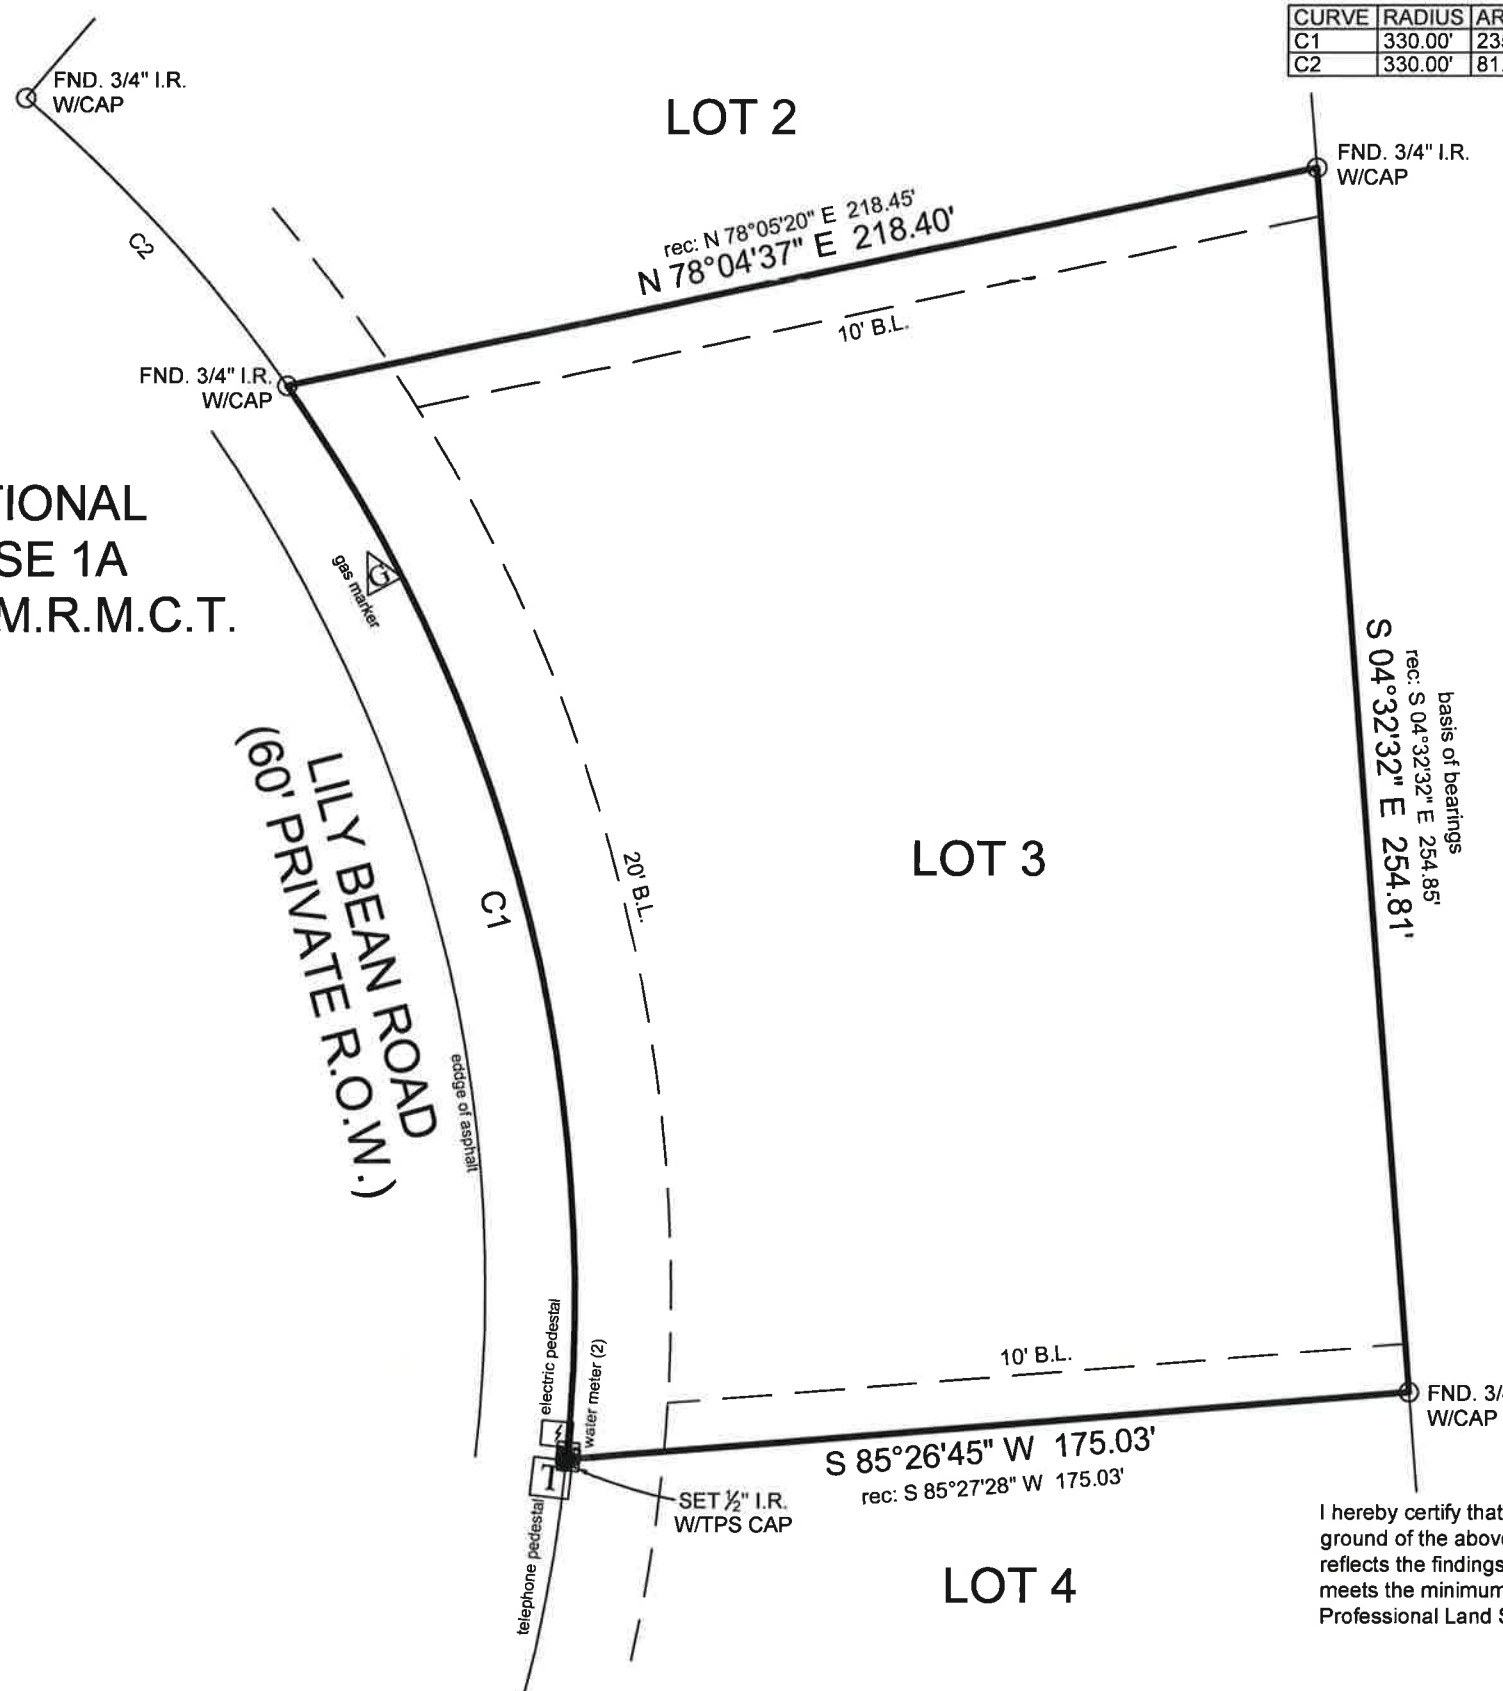 CURVE RADIUS
C1 330.00'
C2 330.00'
FND. 3/4" I.R.
W/CAP
LOT 2
FND. 3/4" I.R.
W/CAP
C2
rec: N 78°05'20" E 218.45'
N 78°04'37" E 218.40'
10' B.L.
FND. 3/4" I.R.
W/CAP
SE 1A
M.R.M.C.T.
G
gas marker
basis of bearings
rec: S 04°32'32" E 254.85'
S 04°32'32" E 254.81'
LILY BEAN ROAD
(60' PRIVATE R.O.W.)
C1
20' B.L.
LOT 3
eddge of asphalt
electric pedestal
water meter (2)
10' B.L.
FND.
W/CAP
S 85°26'45" W 175.03'
rec: S 85°27'28" W 175.03'
T
telephone pedestal
SET ½" I.R.
W/TPS CAP
LOT 4
I hereby certify that
ground of the above
reflects the findings
meets the minimum
Professional Land